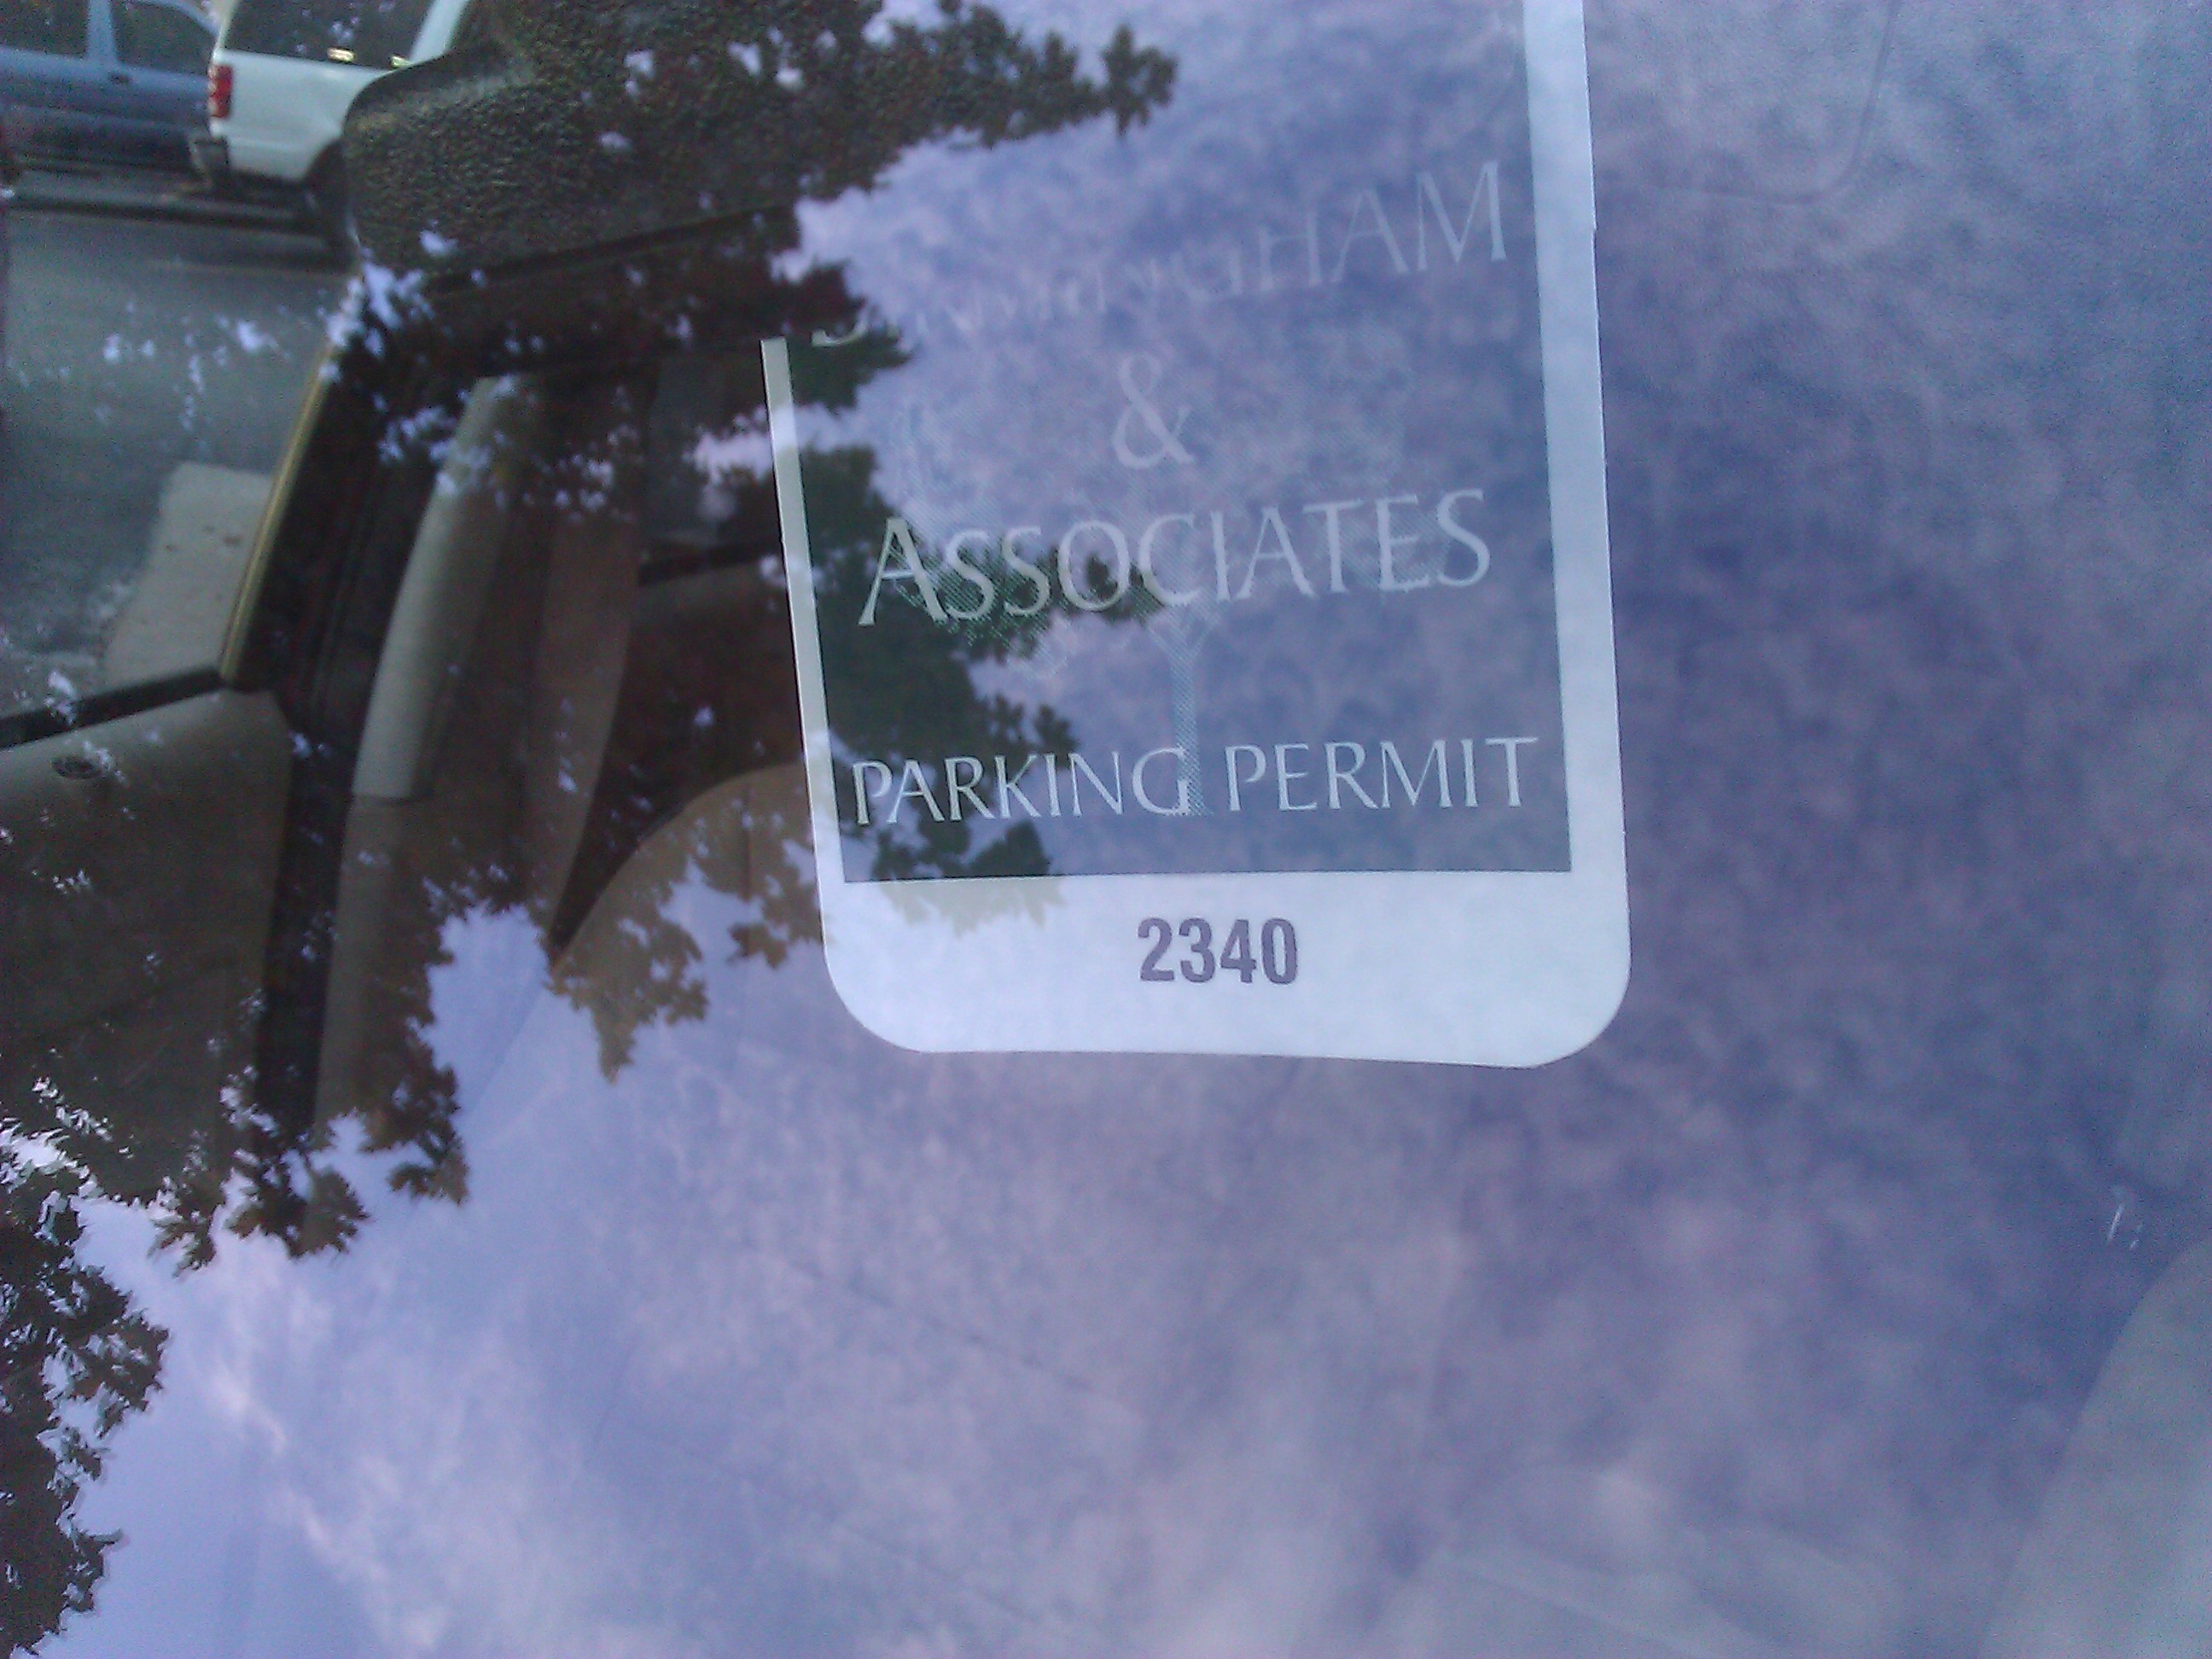 &
ASSOCIATES
PARKING PERMIT
2340